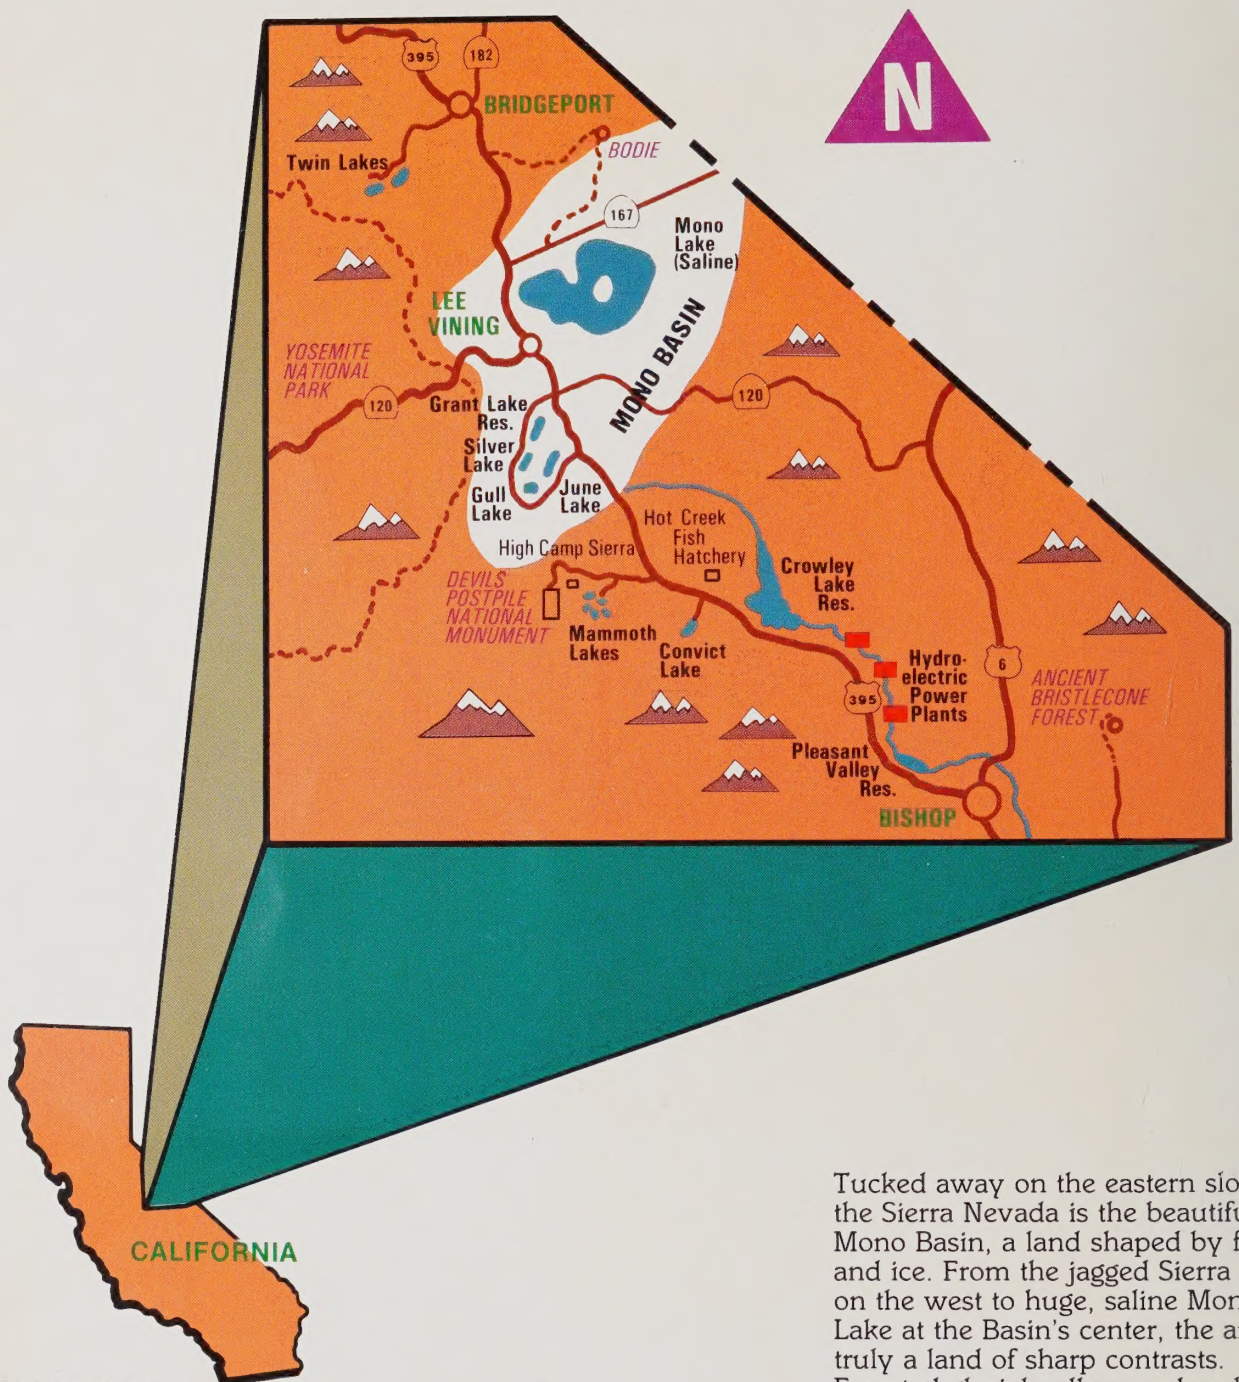 N
395
182
BRIDGEPORT
BODIE
Twin Lakes
167
Mono
Lake
(Saline)
LEE
VINING
MONO BASIN
YOSEMITE
NATIONAL
PARK
120
120
Grant Lake
Res.
Silver
Lake
Gull
Lake
June
Lake
High Camp Sierra
Hot Creek
Fish
Hatchery
Crowley
Lake
Res.
DEVILS
POSTPILE
NATIONAL
MONUMENT
Mammoth
Lakes
Convict
Lake
Hydro-
electric
Power
Plants
6
395
ANCIENT
BRISTLECONE
FOREST
Pleasant
Valley
Res.
BISHOP
CALIFORNIA
Tucked away on the eastern
the Sierra Nevada is the
Mono Basin, a land shaped by
and ice. From the jagged Sierra
on the west to huge, saline
Lake at the Basin's center, the
truly a land of sharp contrasts.